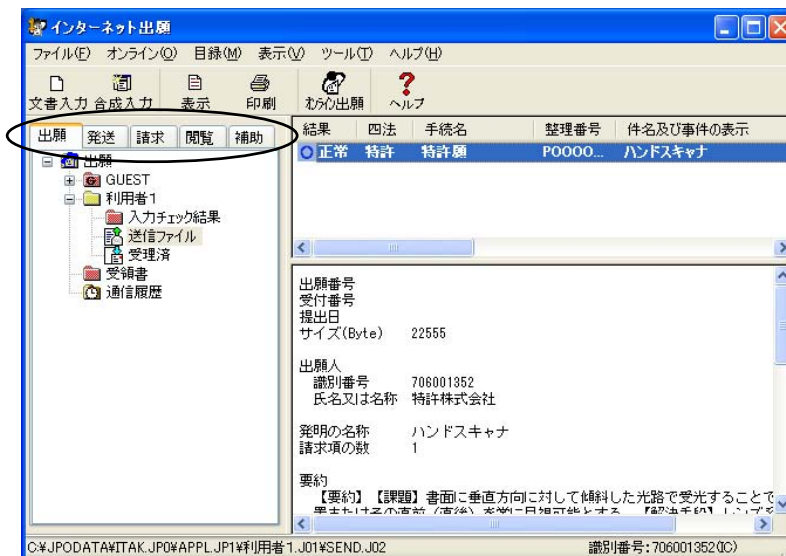 インターネット出願
ファイル(F) オンライン(O) 目録(M) 表示(V) ツール(T) ヘルプ(H)
文書入力 合成入力 表示 印刷 オンライン出願 ヘルプ
出願 発送 請求 閲覧 補助
出願
GUEST
利用者1
入力チェック結果
送信ファイル
受理済
受領書
通信履歴
結果 四法 手続名 整理番号 件名及び事件の表示
正常 特許 特許願 P0000... ハンドスキャナ
出願番号
受付番号
提出日
サイズ(Byte) 22555
出願人
識別番号 706001352
氏名又は名称 特許株式会社
発明の名称 ハンドスキャナ
請求項の数 1
要約
【要約】【課題】書面に垂直方向に対して傾斜した光路で受光することで
C:¥JPODATA¥ITAK.JP0¥APPL.JP1¥利用者1.J01¥SEND.J02 識別番号:706001352(IC)